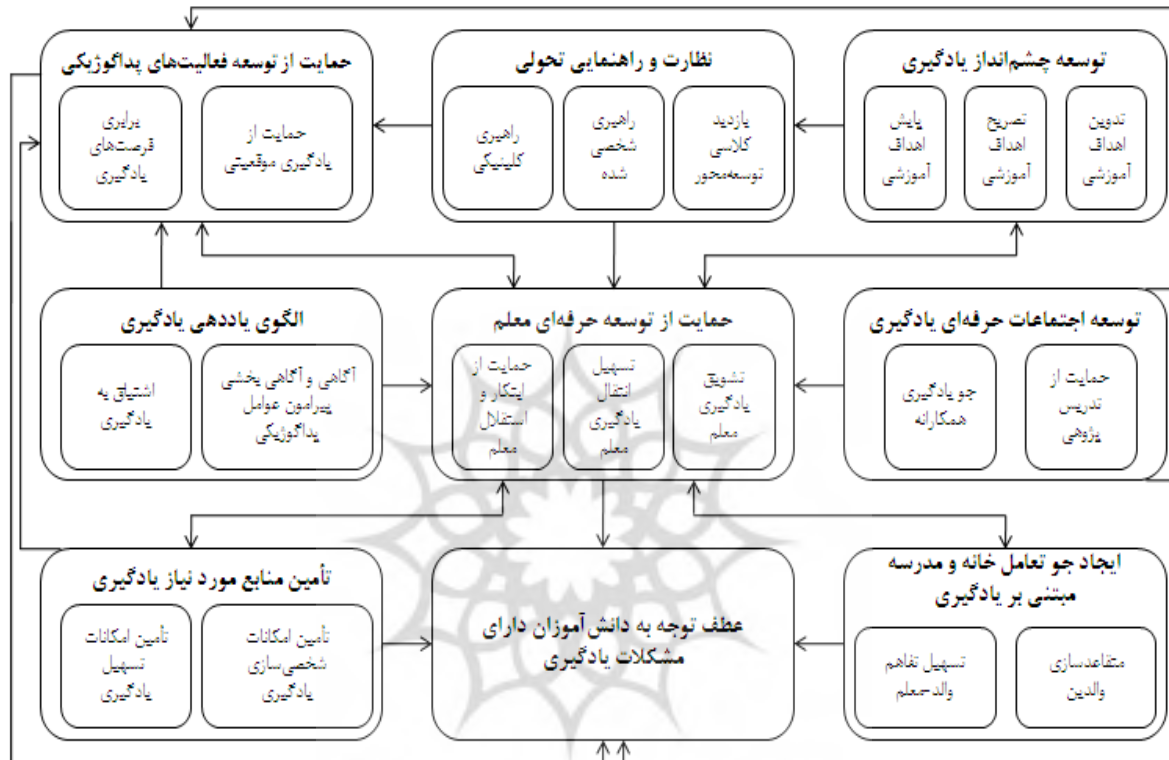 توسعه چشم‌انداز یادگیری
تدوین
اهداف
آموزشی
تصریح
اهداف
آموزشی
پایش
اهداف
آموزشی
نظارت و راهنمایی تحولی
بازدید
کلاسی
توسعه‌محور
راهبری
شخصی
شده
راهبری
کلینیکی
حمایت از توسعه فعالیت‌های پداگوژیکی
حمایت از
یادگیری موقعیتی
برابری
فرصت‌های
یادگیری
توسعه اجتماعات حرفه‌ای یادگیری
حمایت از
تدریس
پژوهی
جو یادگیری
همکارانه
حمایت از توسعه حرفه‌ای معلم
تشویق
یادگیری
معلم
تسهیل
انتقال
یادگیری
معلم
حمایت از
ابتکار و
استقلال
معلم
الگوی یاددهی یادگیری
آگاهی و آگاهی بخشی
پیرامون عوامل
پداگوژیکی
اشتیاق به
یادگیری
ایجاد جو تعامل خانه و مدرسه
مبتنی بر یادگیری
متقاعدسازی
والدین
تسهیل تفاهم
والد-معلم
عطف توجه به دانش‌آموزان دارای
مشکلات یادگیری
تأمین منابع مورد نیاز یادگیری
تأمین امکانات
شخصی‌سازی
یادگیری
تأمین امکانات
تسهیل
یادگیری